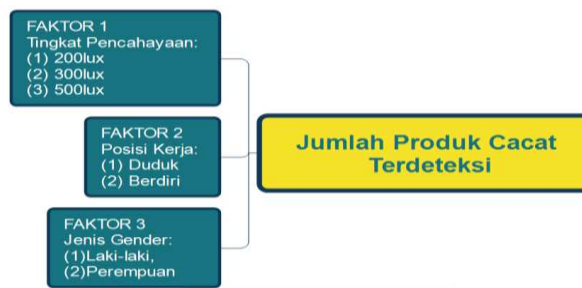 FAKTOR 1
Tingkat Pencahayaan:
(1) 200lux
(2) 300lux
(3) 500lux
FAKTOR 2
Posisi Kerja:
(1) Duduk
(2) Berdiri
FAKTOR 3
Jenis Gender:
(1)Laki-laki,
(2)Perempuan
Jumlah Produk Cacat
Terdeteksi